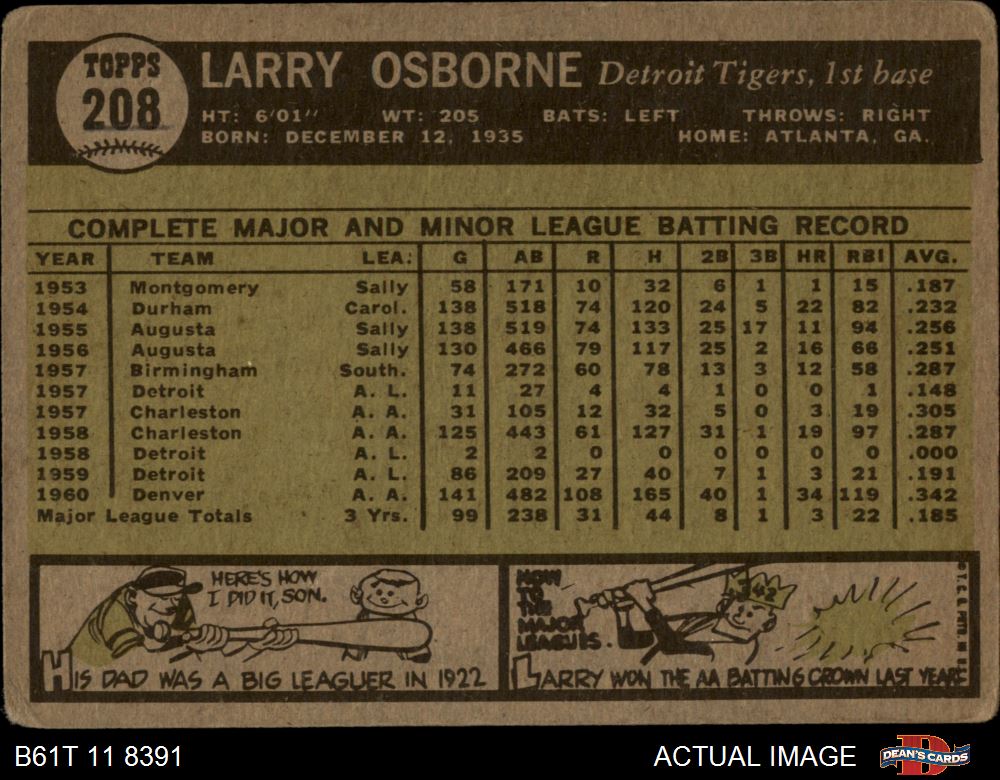 TOPPS
208
LARRY OSBORNE Detroit Tigers, 1st base
HT: 6'01'' WT: 205 BATS: LEFT THROWS: RIGHT
BORN: DECEMBER 12, 1935 HOME: ATLANTA, GA.
COMPLETE MAJOR AND MINOR LEAGUE BATTING RECORD
YEAR TEAM LEA: G AB R H 2B 3B HR RBI AVG.
1953 Montgomery Sally 58 171 10 32 6 1 1 15 .187
1954 Durham Carol. 138 518 74 120 24 5 22 82 .232
1955 Augusta Sally 138 519 74 133 25 17 11 94 .256
1956 Augusta Sally 130 466 79 117 25 2 16 66 .251
1957 Birmingham South. 74 272 60 78 13 3 12 58 .287
1957 Detroit A. L. 11 27 4 4 1 0 0 1 .148
1957 Charleston A. A. 31 105 12 32 5 0 3 19 .305
1958 Charleston A. A. 125 443 61 127 31 1 19 97 .287
1958 Detroit A. L. 2 2 0 0 0 0 0 0 .000
1959 Detroit A. L. 86 209 27 40 7 1 3 21 .191
1960 Denver A. A. 141 482 108 165 40 1 34 119 .342
Major League Totals 3 Yrs. 99 238 31 44 8 1 3 22 .185
HERE'S HOW
I DID IT, SON.
HIS DAD WAS A BIG LEAGUER IN 1922
NOW
TO
THE
MAJOR
LEAGUES.
.342
LARRY WON THE AA BATTING CROWN LAST YEAR
©T.C.G. PRTD. IN U.S.
B61T 11 8391 ACTUAL IMAGE DEAN'S CARDS